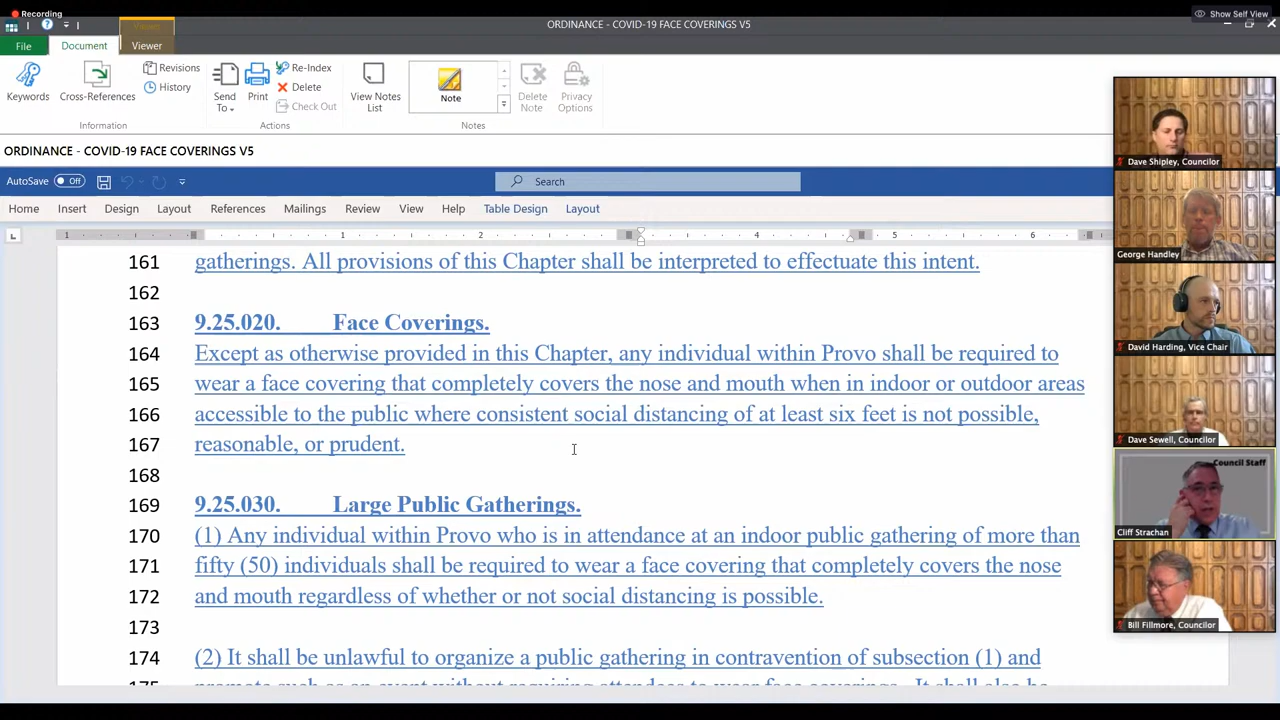 Recording
Show Self View
ORDINANCE - COVID-19 FACE COVERINGS V5
Viewer
File
Document
Viewer
Keywords
Cross-References
Revisions
History
Information
Send To
Print
Re-Index
Delete
Check Out
Actions
View Notes List
Note
Delete Note
Privacy Options
Notes
ORDINANCE - COVID-19 FACE COVERINGS V5
AutoSave Off
Search
Home Insert Design Layout References Mailings Review View Help Table Design Layout
1 1 2 4 5 6
161 gatherings. All provisions of this Chapter shall be interpreted to effectuate this intent.
162
163 9.25.020. Face Coverings.
164 Except as otherwise provided in this Chapter, any individual within Provo shall be required to
165 wear a face covering that completely covers the nose and mouth when in indoor or outdoor areas
166 accessible to the public where consistent social distancing of at least six feet is not possible,
167 reasonable, or prudent.
168
169 9.25.030. Large Public Gatherings.
170 (1) Any individual within Provo who is in attendance at an indoor public gathering of more than
171 fifty (50) individuals shall be required to wear a face covering that completely covers the nose
172 and mouth regardless of whether or not social distancing is possible.
173
174 (2) It shall be unlawful to organize a public gathering in contravention of subsection (1) and
Dave Shipley, Councilor
George Handley
David Harding, Vice Chair
Dave Sewell, Councilor
Council Staff
Cliff Strachan
Bill Fillmore, Councilor